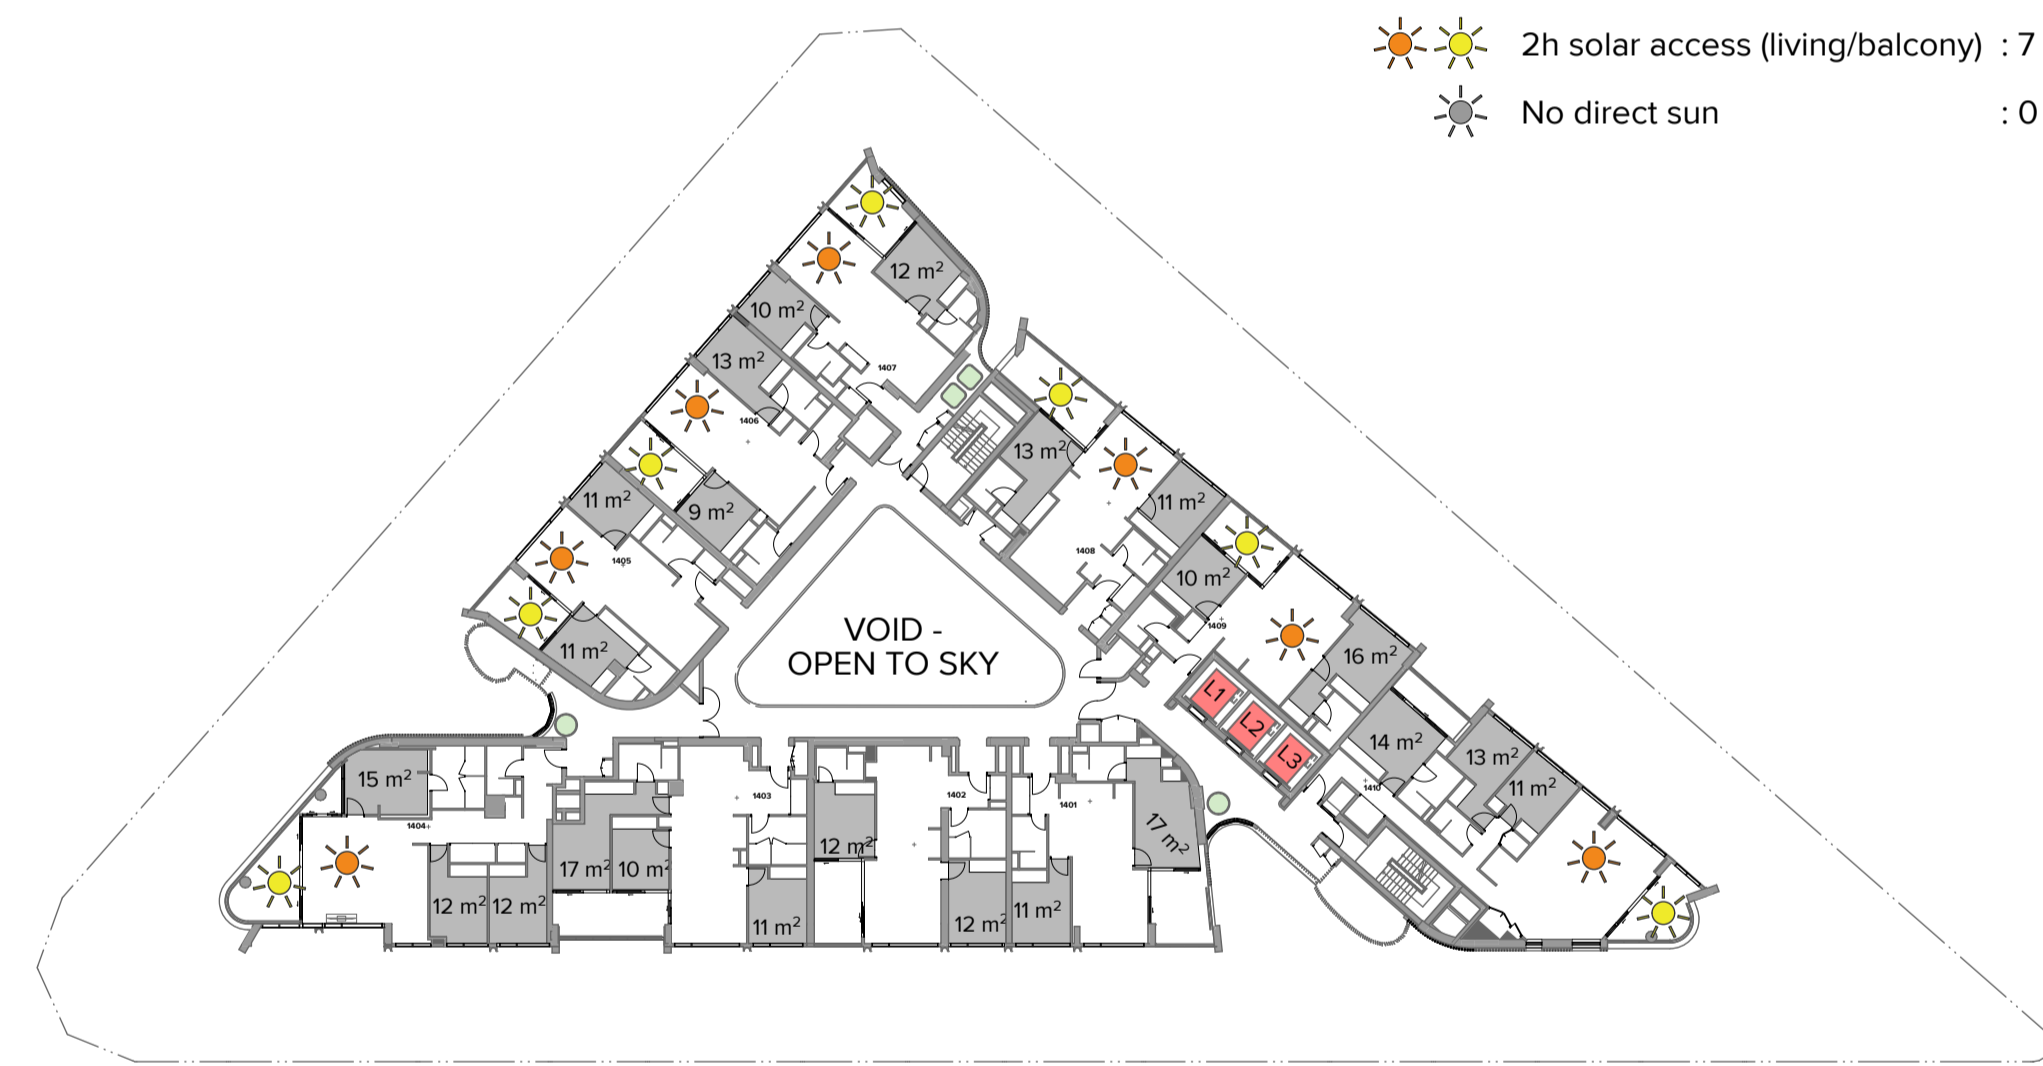 2h solar access (living/balcony) : 7
No direct sun : 0
12 m²
10 m²
13 m²
1407
1406
13 m²
11 m²
11 m²
9 m²
1405
1408
10 m²
11 m²
1409
16 m²
VOID -
OPEN TO SKY
L1
L2
L3
14 m²
13 m²
11 m²
1410
15 m²
1404
1403
1402
1401
17 m²
12 m²
17 m²
10 m²
12 m²
12 m²
11 m²
12 m²
11 m²